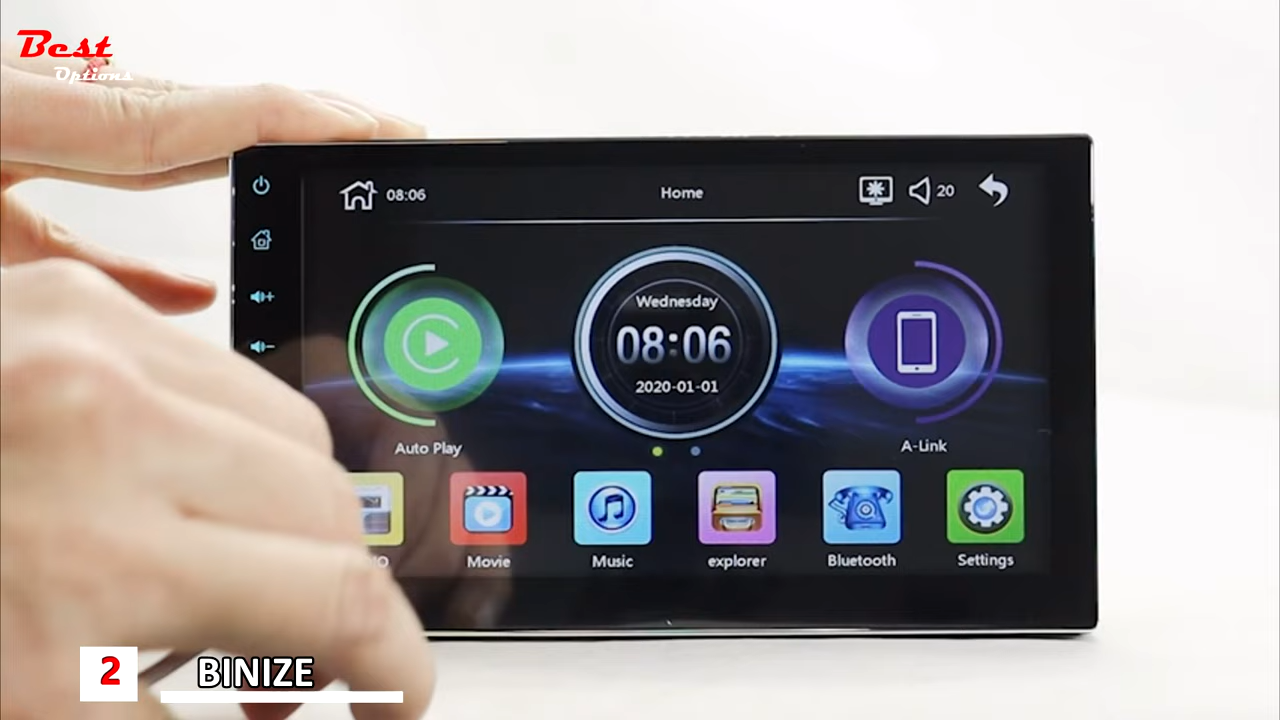 Best
Options
08:06
Home
20
Wednesday
08:06
2020-01-01
Auto Play
A-Link
Movie
Music
explorer
Bluetooth
Settings
2
BINIZE